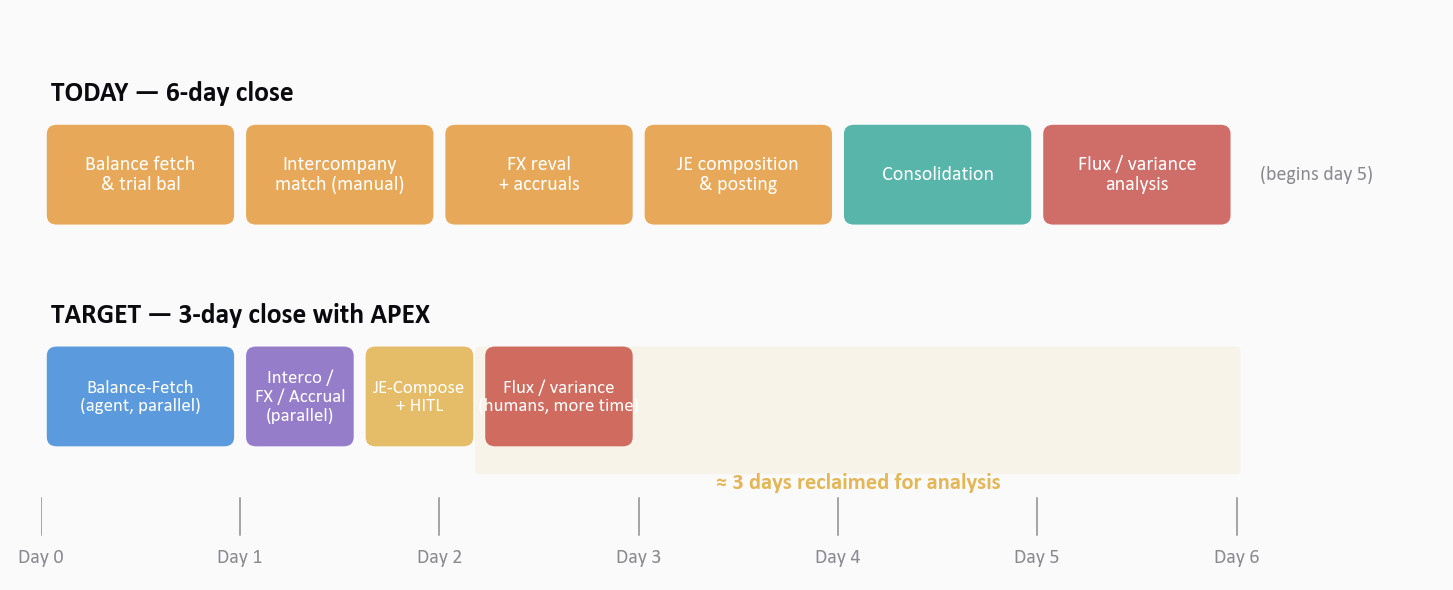 TODAY — 6-day close
Balance fetch
& trial bal
Intercompany
match (manual)
FX reval
+ accruals
JE composition
& posting
Consolidation
Flux / variance
analysis
(begins day 5)
TARGET — 3-day close with APEX
Balance-Fetch
(agent, parallel)
Interco /
FX / Accrual
(parallel)
JE-Compose
+ HITL
Flux / variance
(humans, more time)
≈ 3 days reclaimed for analysis
Day 0
Day 1
Day 2
Day 3
Day 4
Day 5
Day 6